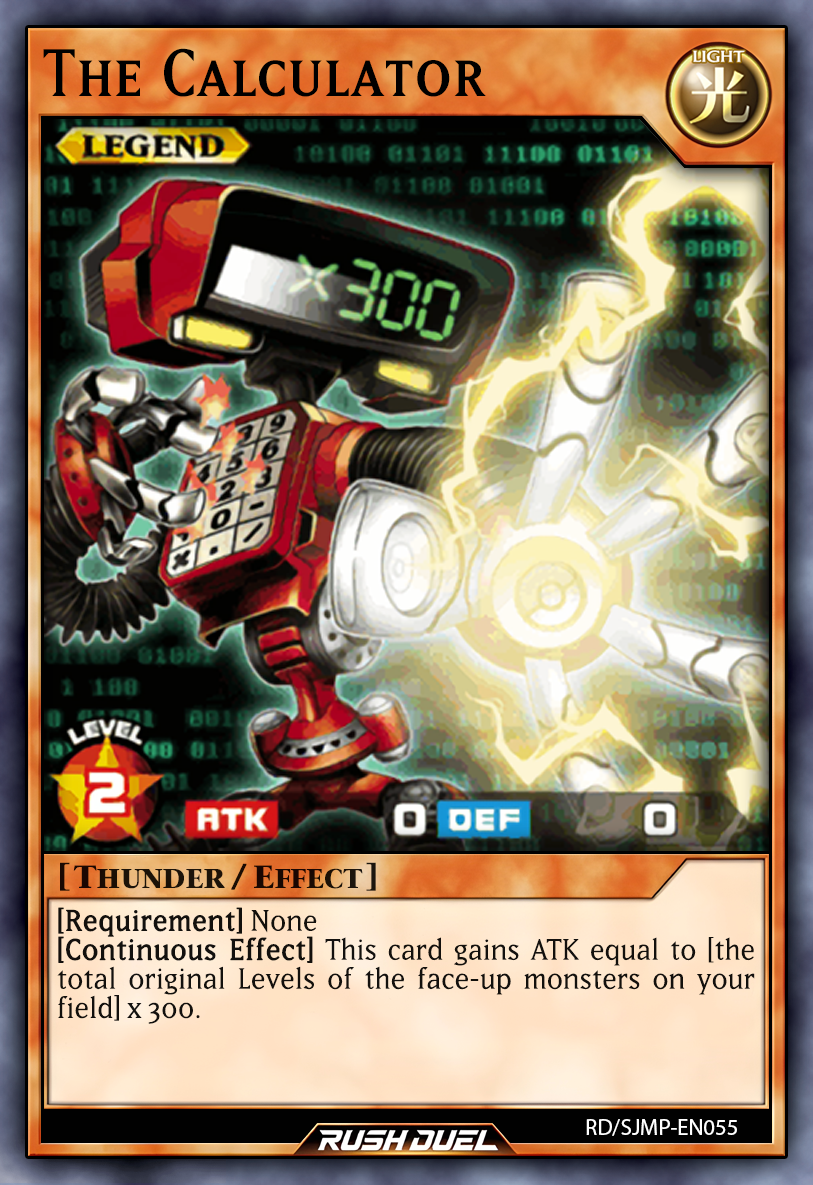 THE CALCULATOR
LIGHT
光
LEGEND
x300
LEVEL
2
ATK 0 DEF 0
[THUNDER / EFFECT]
[Requirement] None
[Continuous Effect] This card gains ATK equal to [the
total original Levels of the face-up monsters on your
field] x 300.
RUSH DUEL
RD/SJMP-EN055